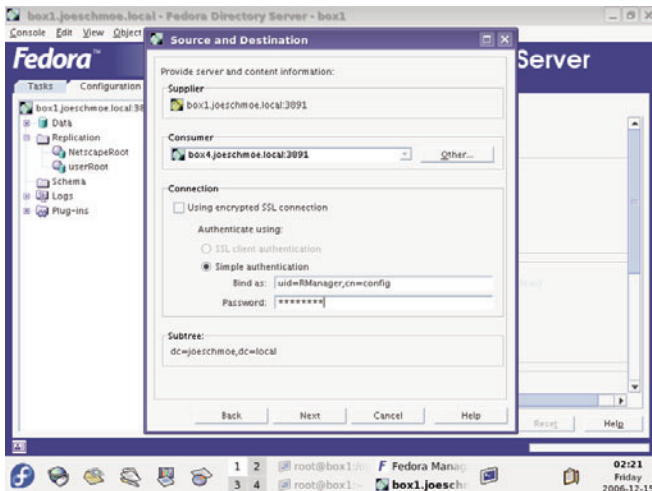 box1.joeschmoe.local - Fedora Directory Server - box1
Console Edit View Object
Fedora™
Server
Tasks Configuration
box1.joeschmoe.local:38
Data
Replication
NetscapeRoot
userRoot
Schema
Logs
Plug-ins
Source and Destination
Provide server and content information:
Supplier
box1.joeschmoe.local:3891
Consumer
box4.joeschmoe.local:3891
Other...
Connection
Using encrypted SSL connection
Authenticate using:
SSL client authentication
Simple authentication
Bind as: uid=RManager,cn=config
Password: ********
Subtree:
dc=joeschmoe,dc=local
Back Next Cancel Help
Reset Help
1 2
3 4
root@box1:/
F Fedora Manag
root@box1:~
box1.joesch
02:21
Friday
2006-12-15